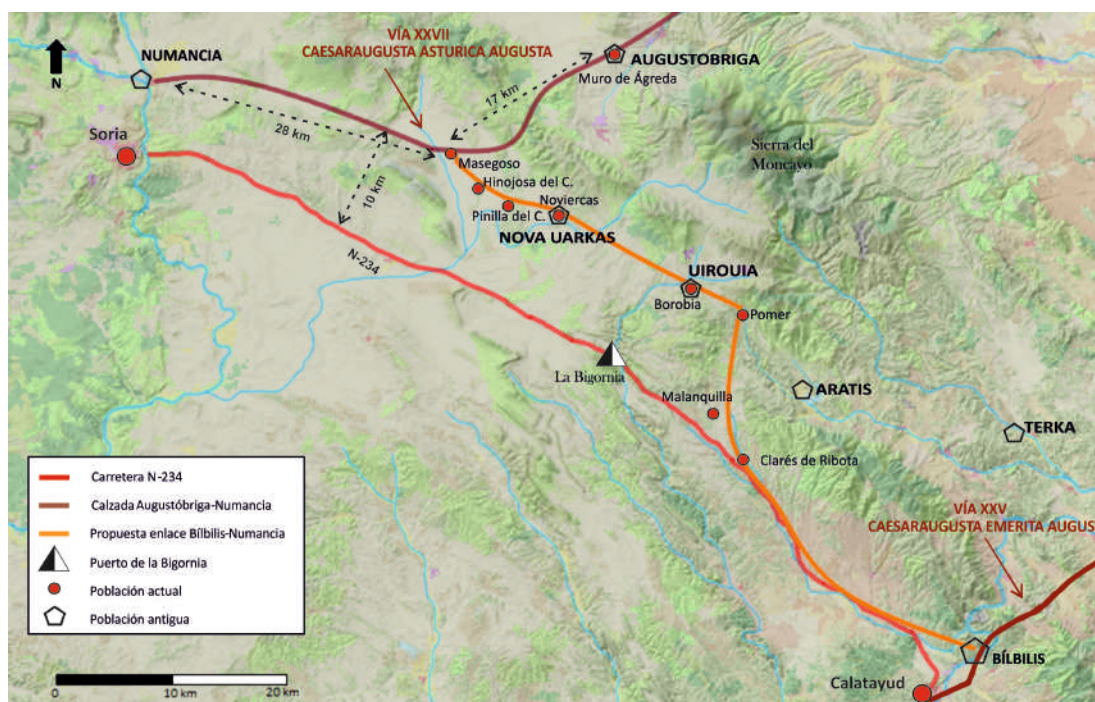 NUMANCIA
N
VÍA XXVII
CAESARAUGUSTA ASTURICA AUGUSTA
AUGUSTOBRIGA
Muro de Ágreda
17 km
28 km
10 km
Soria
Sierra del
Moncayo
Masegoso
Hinojosa del C.
Noviercas
Pinilla del C.
NOVA UARKAS
N-234
UIROUIA
Borobia
Pomer
La Bigornia
ARATIS
Malanquilla
TERKA
Clarés de Ribota
VÍA XXV
CAESARAUGUSTA EMERITA AUGUST
BÍLBILIS
Calatayud
Carretera N-234
Calzada Augustóbriga-Numancia
Propuesta enlace Bílbilis-Numancia
Puerto de la Bigornia
Población actual
Población antigua
0 10 km 20 km